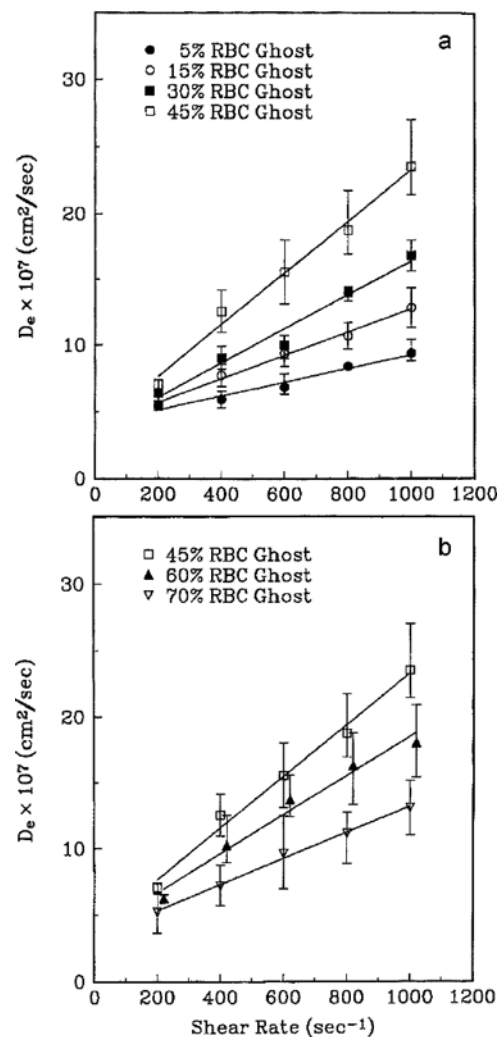 a
5% RBC Ghost
15% RBC Ghost
30% RBC Ghost
45% RBC Ghost
30
20
10
0
Dₑ × 10⁷ (cm²/sec)
0 200 400 600 800 1000 1200
b
45% RBC Ghost
60% RBC Ghost
70% RBC Ghost
30
20
10
0
Dₑ × 10⁷ (cm²/sec)
0 200 400 600 800 1000 1200
Shear Rate (sec⁻¹)